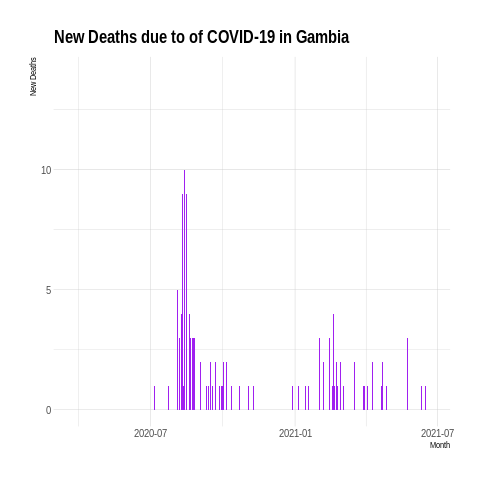 New Deaths due to of COVID-19 in Gambia
New Deaths
10
5
0
2020-07
2021-01
2021-07
Month